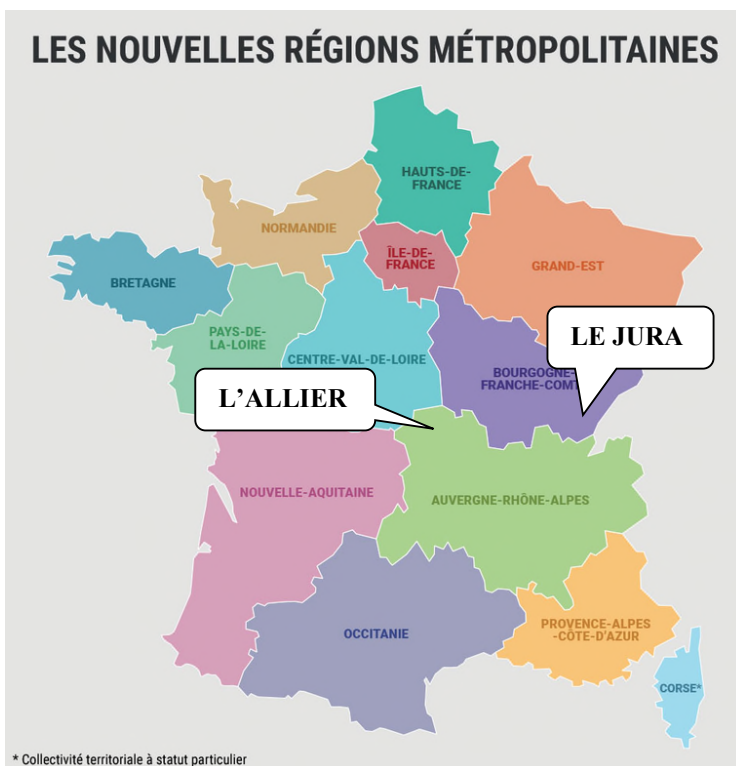 LES NOUVELLES RÉGIONS MÉTROPOLITAINES
HAUTS-DE-
FRANCE
NORMANDIE
ÎLE-DE-
FRANCE
GRAND-EST
BRETAGNE
PAYS-DE-
LA-LOIRE
CENTRE-VAL-DE-LOIRE
LE JURA
BOURGOGNE-
FRANCHE-COMT
L'ALLIER
NOUVELLE-AQUITAINE
AUVERGNE-RHÔNE-ALPES
OCCITANIE
PROVENCE-ALPES
-CÔTE-D'AZUR
CORSE*
* Collectivité territoriale à statut particulier